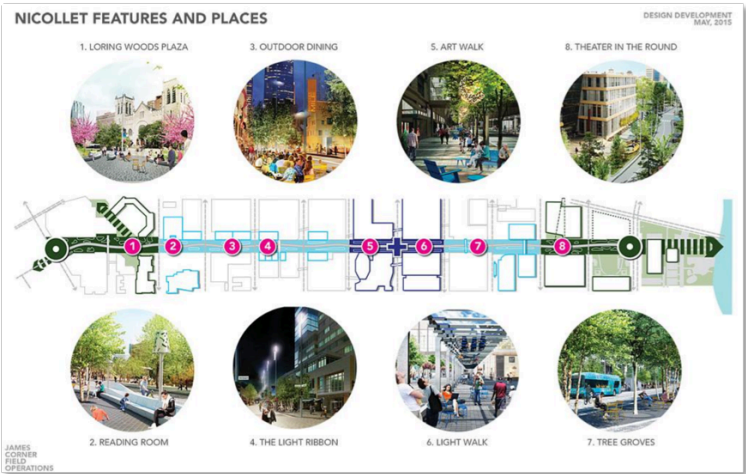 NICOLLET FEATURES AND PLACES
DESIGN DEVELOPMENT
MAY, 2015
1. LORING WOODS PLAZA
3. OUTDOOR DINING
5. ART WALK
8. THEATER IN THE ROUND
1
2
3
4
5
6
7
8
2. READING ROOM
4. THE LIGHT RIBBON
6. LIGHT WALK
7. TREE GROVES
JAMES
CORNER
FIELD
OPERATIONS